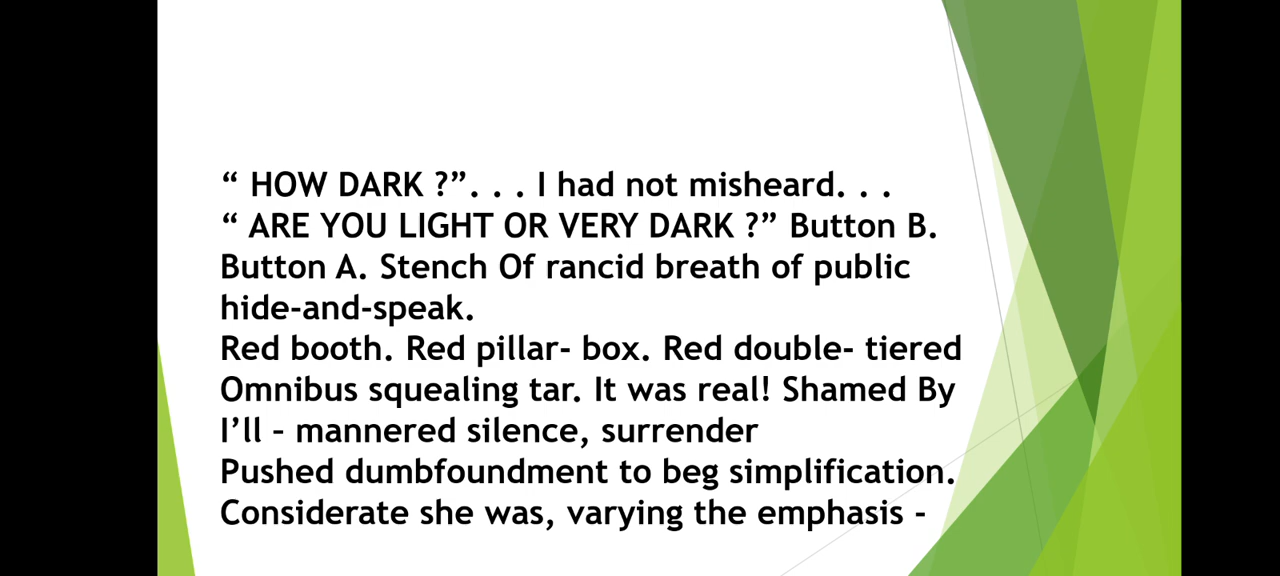 “ HOW DARK ?”. . . I had not misheard. . .
“ ARE YOU LIGHT OR VERY DARK ?” Button B.
Button A. Stench Of rancid breath of public
hide-and-speak.
Red booth. Red pillar- box. Red double- tiered
Omnibus squealing tar. It was real! Shamed By
I’ll – mannered silence, surrender
Pushed dumbfoundment to beg simplification.
Considerate she was, varying the emphasis -